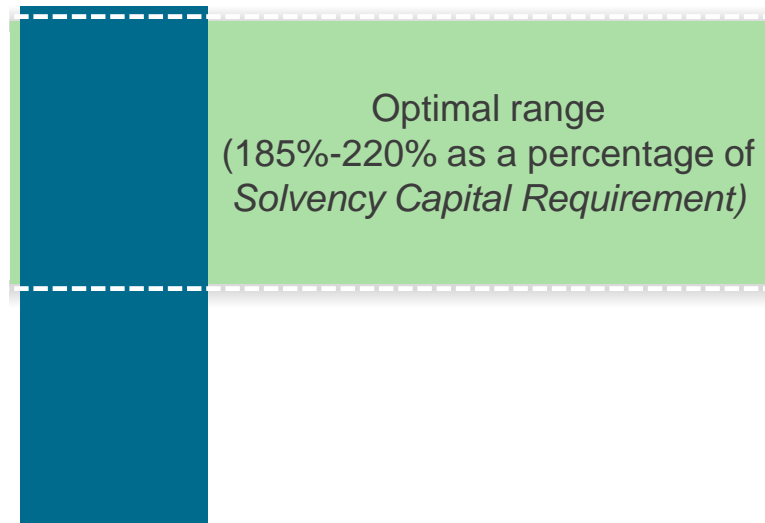 Optimal range
(185%-220% as a percentage of
Solvency Capital Requirement)